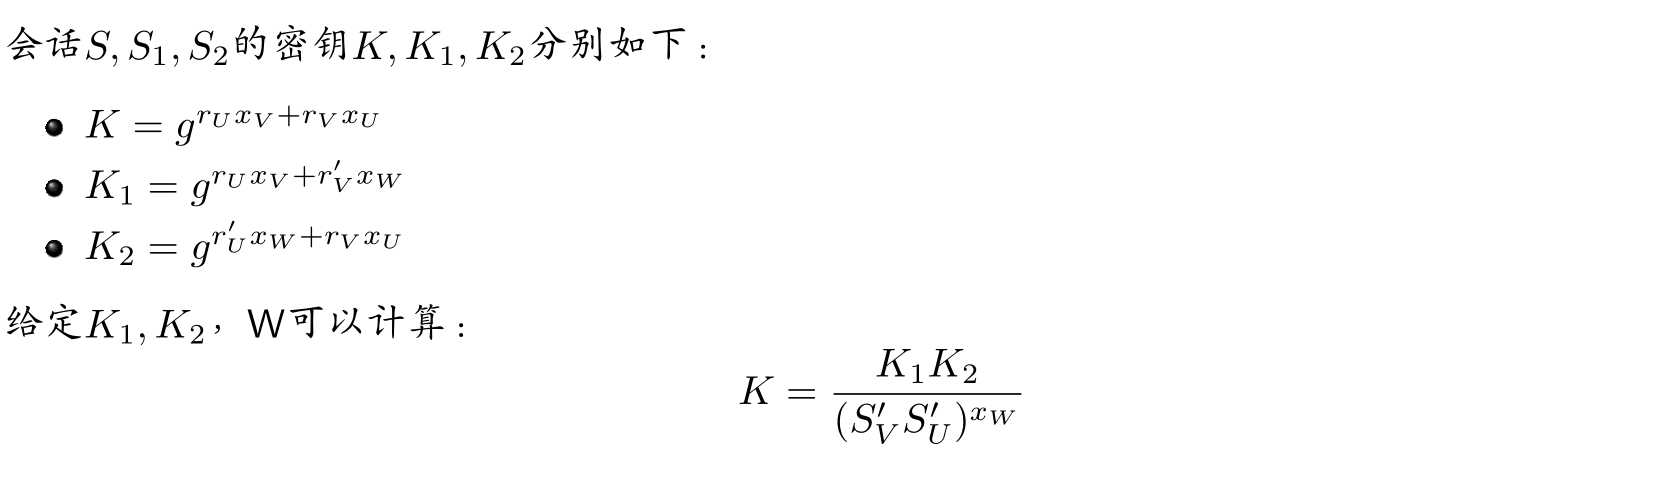 会话S, S₁, S₂的密钥K, K₁, K₂分别如下:
● K = g^{r_U x_V + r_V x_U}
● K₁ = g^{r_U x_V + r'_V x_W}
● K₂ = g^{r'_U x_W + r_V x_U}
给定K₁, K₂，W可以计算:
K = \frac{K₁K₂}{(S'_V S'_U)^{x_W}}